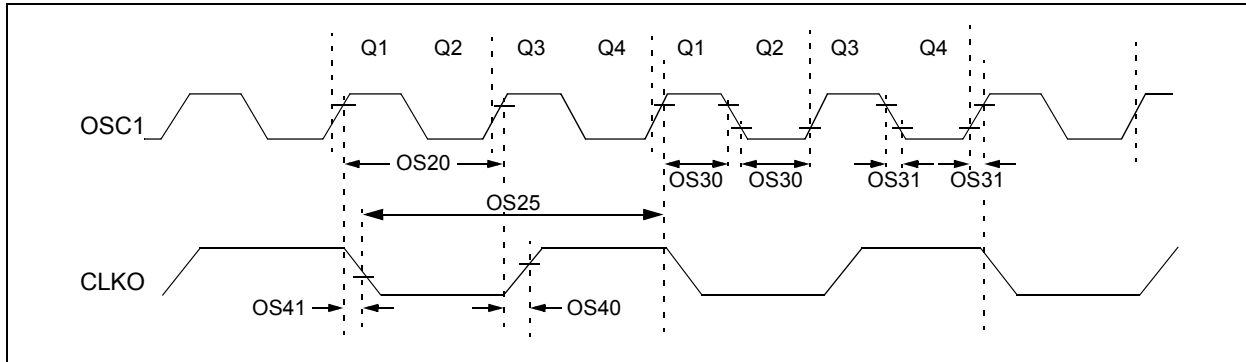 Q1 Q2 Q3 Q4 Q1 Q2 Q3 Q4
OSC1
OS20 OS30 OS30 OS31 OS31
OS25
CLKO
OS41 OS40